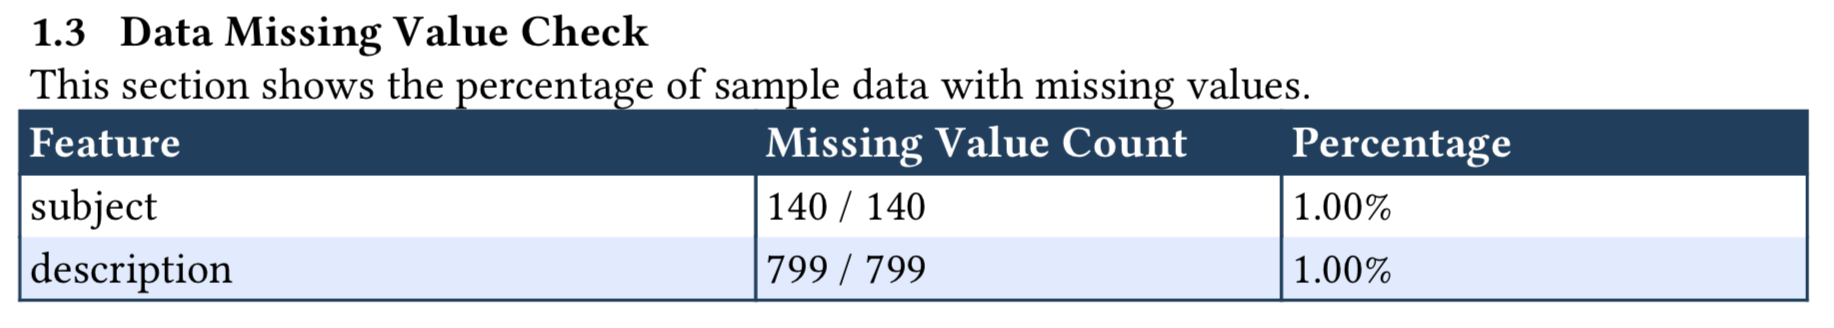 1.3 Data Missing Value Check
This section shows the percentage of sample data with missing values.
Feature Missing Value Count Percentage
subject 140 / 140 1.00%
description 799 / 799 1.00%